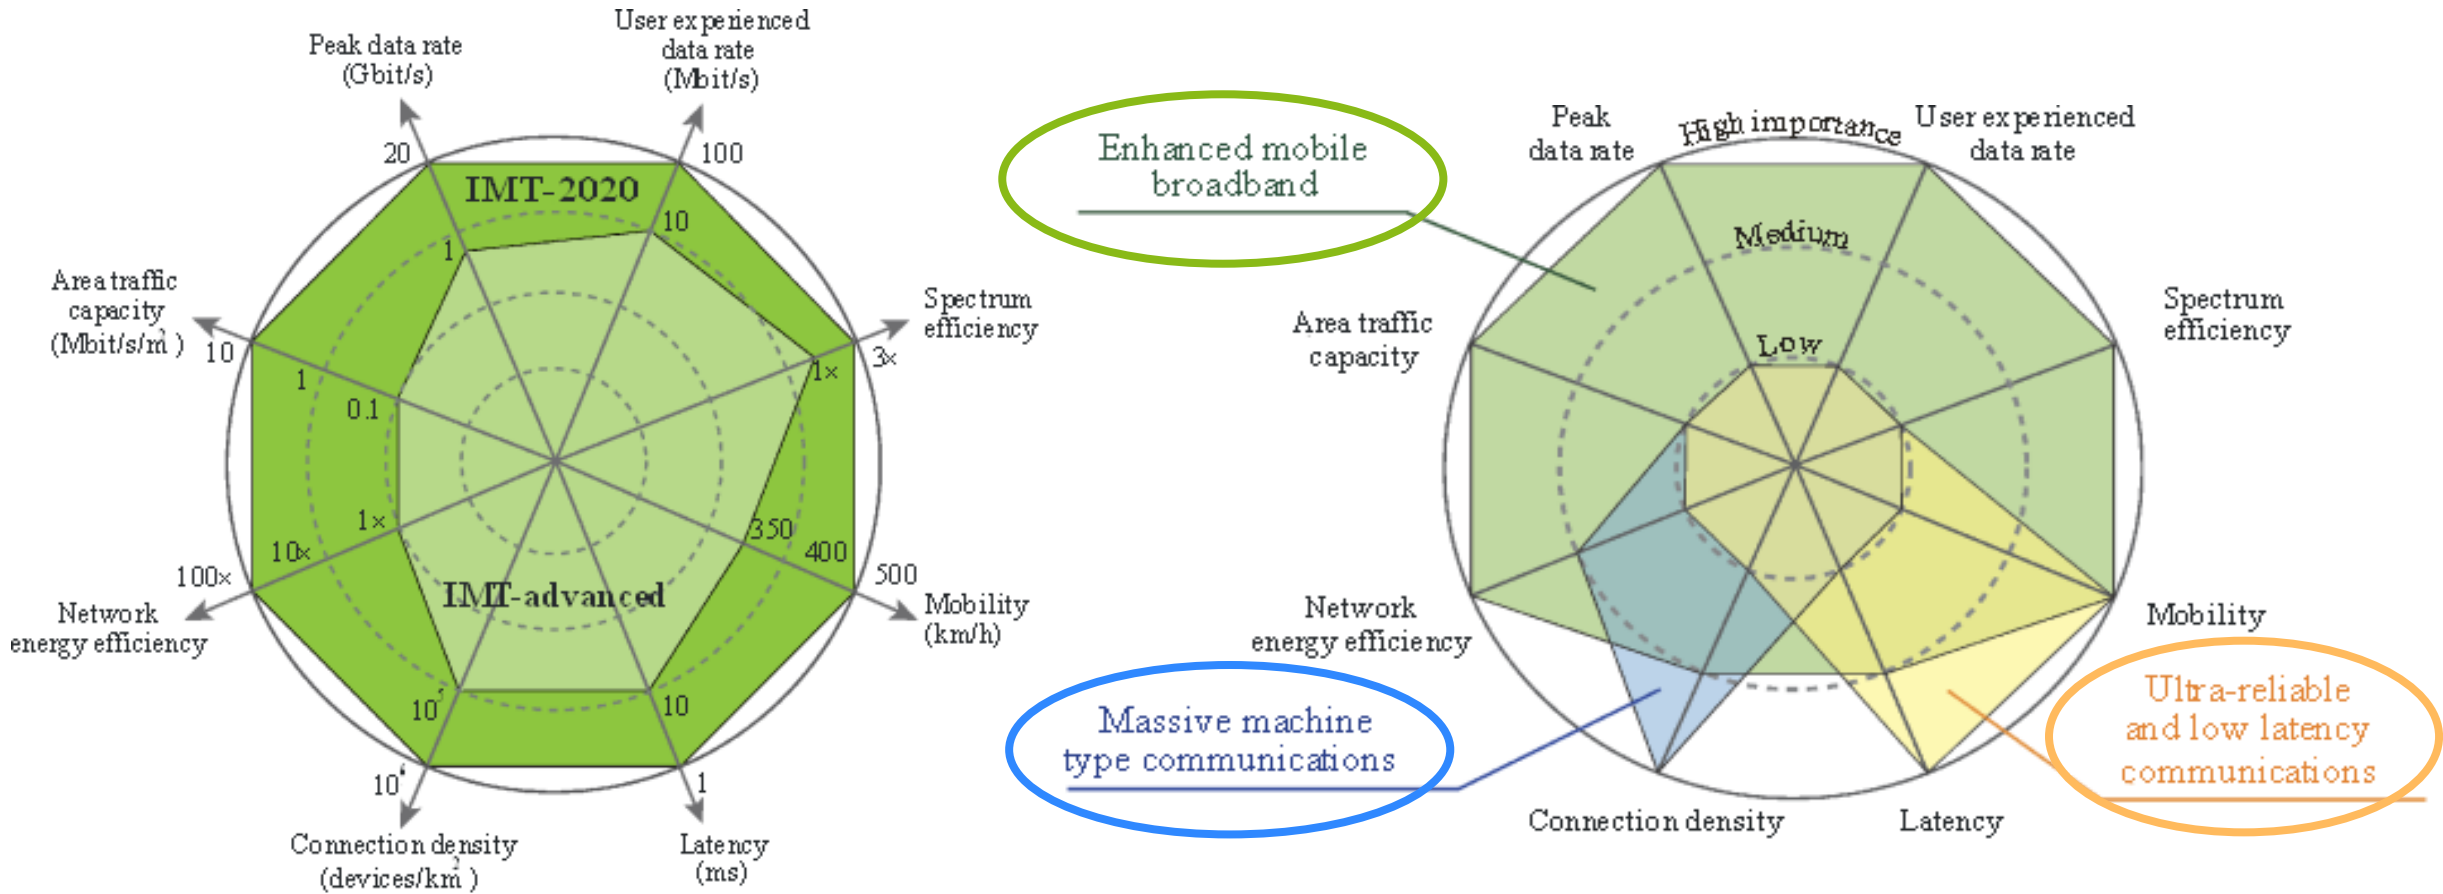 Peak data rate
(Gbit/s)
User experienced
data rate
(Mbit/s)
20
100
IMT-2020
1
10
Area traffic
capacity
(Mbit/s/m²)
10
1
0.1
Spectrum
efficiency
3×
1×
1×
10×
100×
Network
energy efficiency
350
400
500
Mobility
(km/h)
IMT-advanced
10⁵
10
10⁶
1
Connection density
(devices/km²)
Latency
(ms)
Enhanced mobile
broadband
Peak
data rate
High importance
User experienced
data rate
Medium
Low
Area traffic
capacity
Spectrum
efficiency
Network
energy efficiency
Mobility
Massive machine
type communications
Ultra-reliable
and low latency
communications
Connection density
Latency